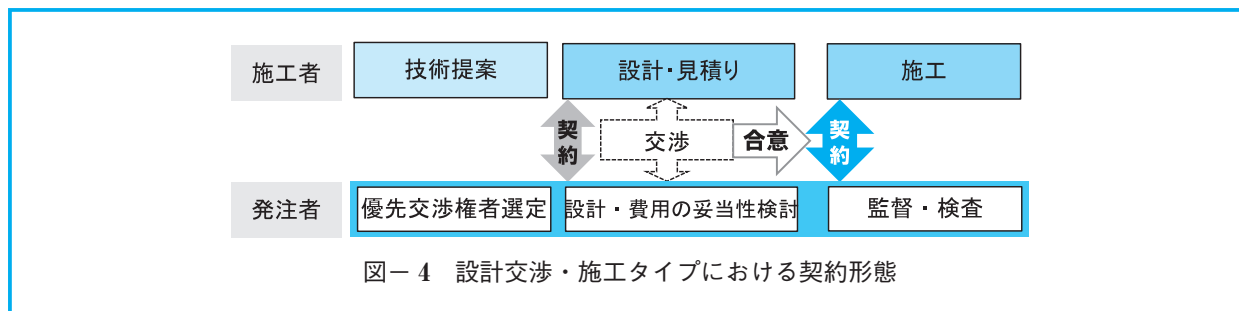 施工者
技術提案
設計・見積り
施工
契約
交渉
合意
契約
発注者
優先交渉権者選定
設計・費用の妥当性検討
監督・検査
図－4 設計交渉・施工タイプにおける契約形態